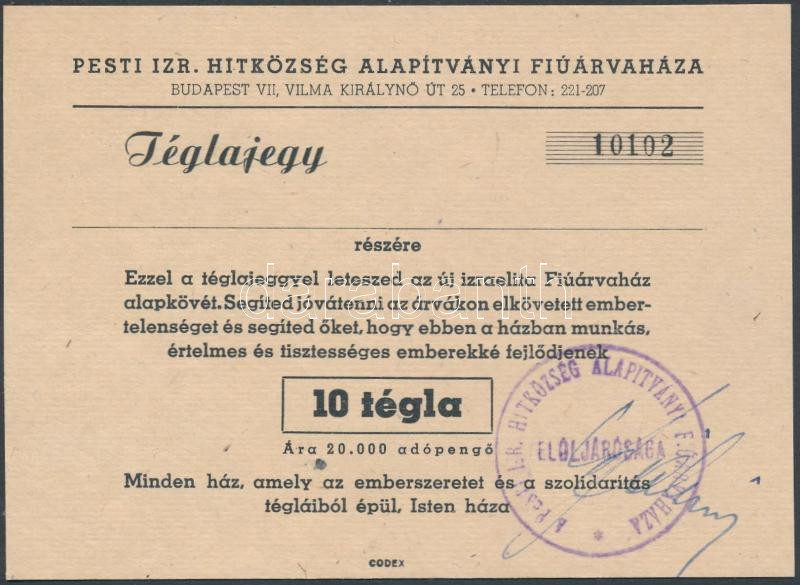 PESTI IZR. HITKÖZSÉG ALAPÍTVÁNYI FIÚÁRVAHÁZA
BUDAPEST VII, VILMA KIRÁLYNŐ ÚT 25 • TELEFON: 221-207
Téglajegy
10102
részére
Ezzel a téglajeggyel leteszed az új izraelita Fiúárvaház
alapkövét. Segíted jóvátenni az árvákon elkövetett ember-
telenséget és segíted őket, hogy ebben a házban munkás,
értelmes és tisztességes emberekké fejlődjenek
darabanth
10 tégla
Ára 20.000 adópengő
Minden ház, amely az emberszeretet és a szolidaritás
tégláiból épül, Isten háza
A PESTI IZR. HITKÖZSÉG ALAPITVÁNYI
ELÖLJÁRÓSÁGA
CODEX